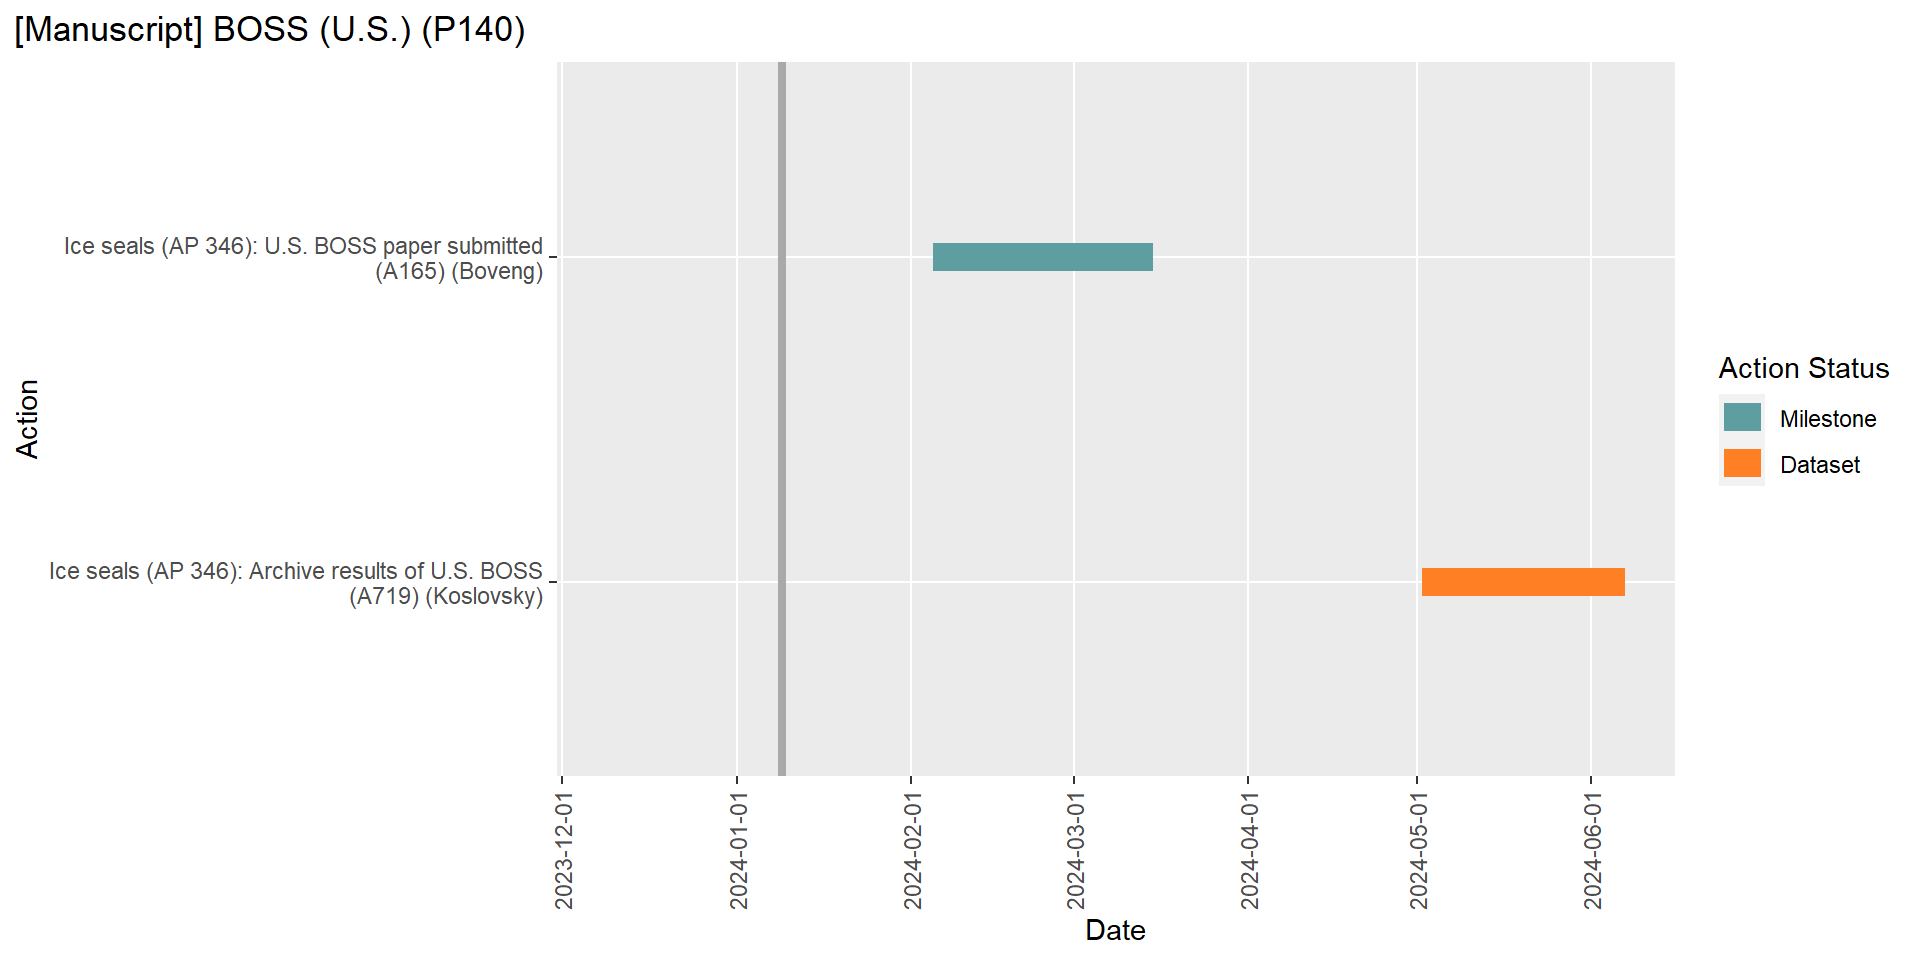 [Manuscript] BOSS (U.S.) (P140)
Ice seals (AP 346): U.S. BOSS paper submitted
(A165) (Boveng)
Ice seals (AP 346): Archive results of U.S. BOSS
(A719) (Koslovsky)
Action
2023-12-01
2024-01-01
2024-02-01
2024-03-01
2024-04-01
2024-05-01
2024-06-01
Date
Action Status
Milestone
Dataset